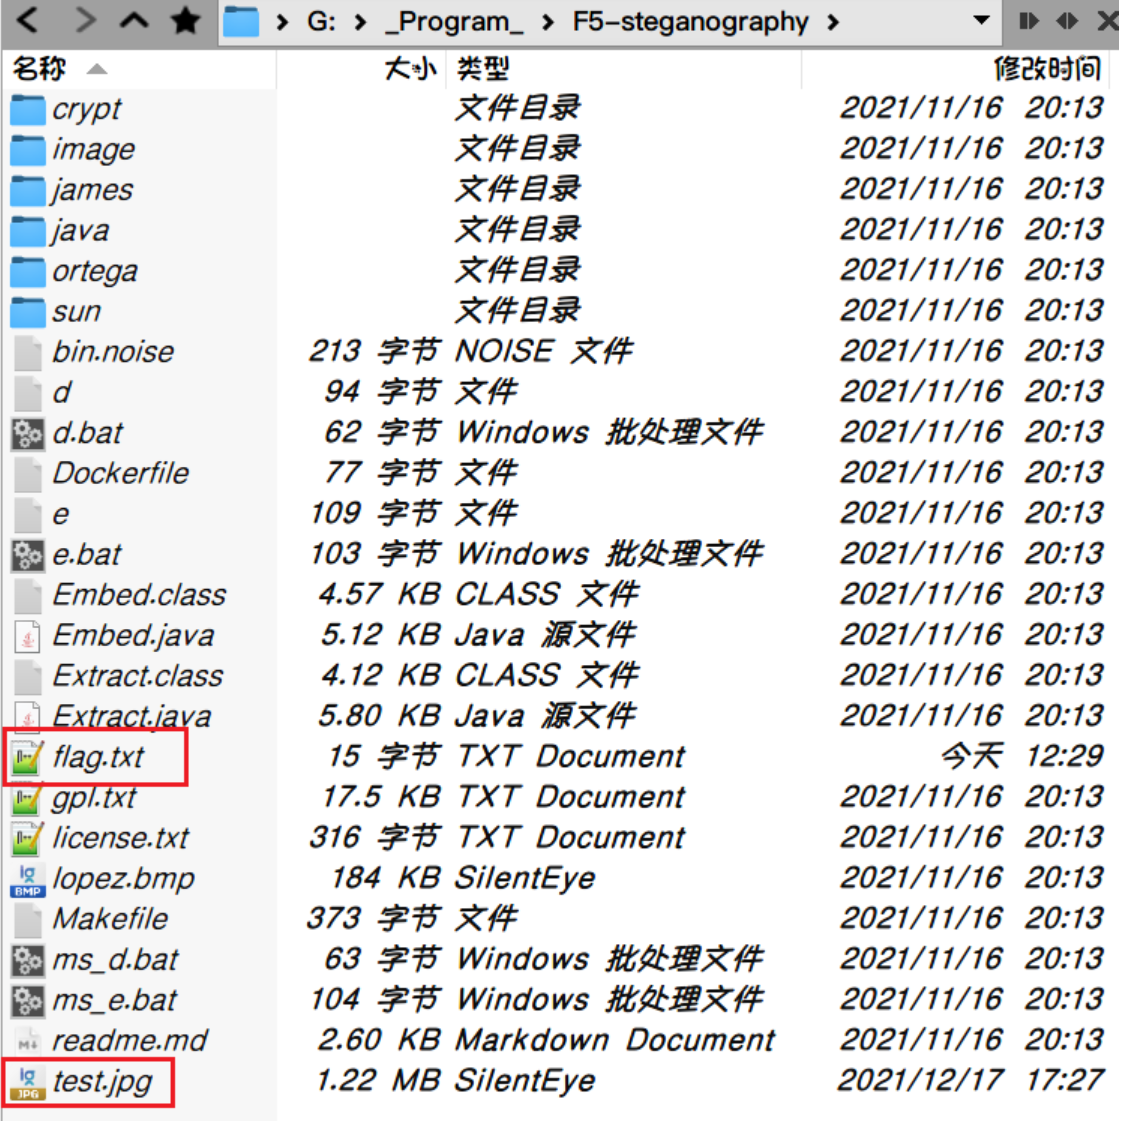 G: _Program_ F5-steganography
名称 大小 类型 修改时间
crypt 文件目录 2021/11/16 20:13
image 文件目录 2021/11/16 20:13
james 文件目录 2021/11/16 20:13
java 文件目录 2021/11/16 20:13
ortega 文件目录 2021/11/16 20:13
sun 文件目录 2021/11/16 20:13
bin.noise 213 字节 NOISE 文件 2021/11/16 20:13
d 94 字节 文件 2021/11/16 20:13
d.bat 62 字节 Windows 批处理文件 2021/11/16 20:13
Dockerfile 77 字节 文件 2021/11/16 20:13
e 109 字节 文件 2021/11/16 20:13
e.bat 103 字节 Windows 批处理文件 2021/11/16 20:13
Embed.class 4.57 KB CLASS 文件 2021/11/16 20:13
Embed.java 5.12 KB Java 源文件 2021/11/16 20:13
Extract.class 4.12 KB CLASS 文件 2021/11/16 20:13
Extract.java 5.80 KB Java 源文件 2021/11/16 20:13
flag.txt 15 字节 TXT Document 今天 12:29
gpl.txt 17.5 KB TXT Document 2021/11/16 20:13
license.txt 316 字节 TXT Document 2021/11/16 20:13
lopez.bmp 184 KB SilentEye 2021/11/16 20:13
Makefile 373 字节 文件 2021/11/16 20:13
ms_d.bat 63 字节 Windows 批处理文件 2021/11/16 20:13
ms_e.bat 104 字节 Windows 批处理文件 2021/11/16 20:13
readme.md 2.60 KB Markdown Document 2021/11/16 20:13
test.jpg 1.22 MB SilentEye 2021/12/17 17:27